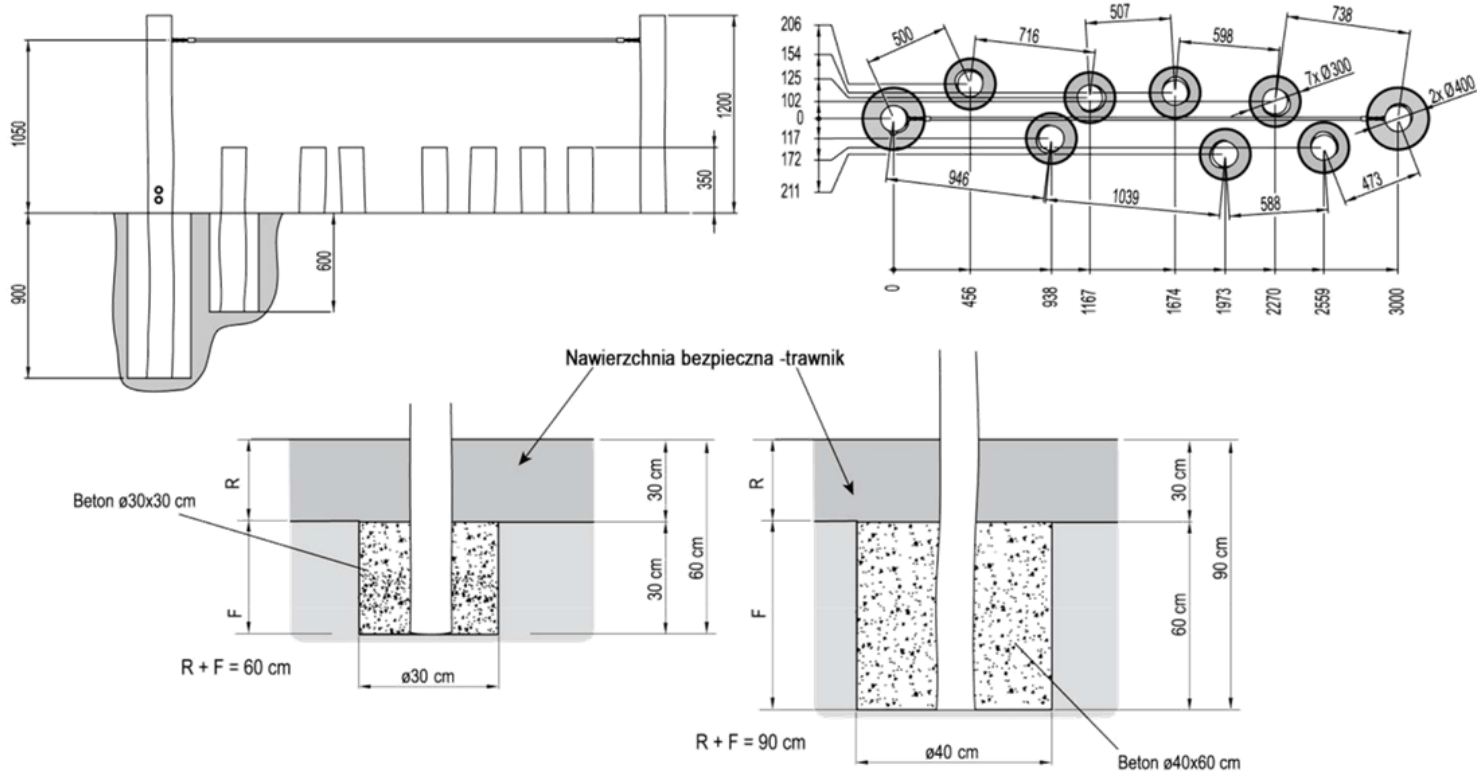 1050
900
600
350
1200
206
154
125
102
0
117
172
211
500
716
507
598
738
7x Ø300
2x Ø400
946
1039
588
473
0
456
938
1167
1674
1973
2270
2559
3000
Nawierzchnia bezpieczna -trawnik
Beton ø30x30 cm
R
F
30 cm
30 cm
60 cm
R + F = 60 cm
ø30 cm
R
F
30 cm
60 cm
90 cm
R + F = 90 cm
ø40 cm
Beton ø40x60 cm